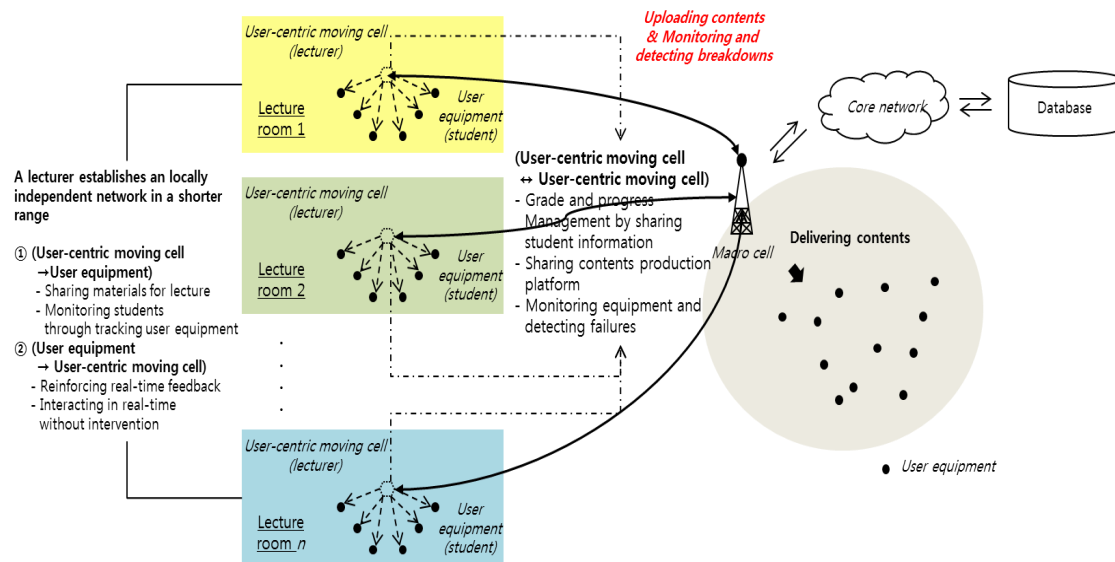 Uploading contents
& Monitoring and
detecting breakdowns
User-centric moving cell
(lecturer)
Lecture
room 1
User
equipment
(student)
Core network
Database
A lecturer establishes an locally
independent network in a shorter
range
① (User-centric moving cell
→User equipment)
- Sharing materials for lecture
- Monitoring students
through tracking user equipment
② (User equipment
→ User-centric moving cell)
- Reinforcing real-time feedback
- Interacting in real-time
without intervention
User-centric moving cell
(lecturer)
Lecture
room 2
User
equipment
(student)
(User-centric moving cell
↔ User-centric moving cell)
- Grade and progress
Management by sharing
student information
- Sharing contents production
platform
- Monitoring equipment and
detecting failures
Macro cell
Delivering contents
User equipment
User-centric moving cell
(lecturer)
Lecture
room n
User
equipment
(student)